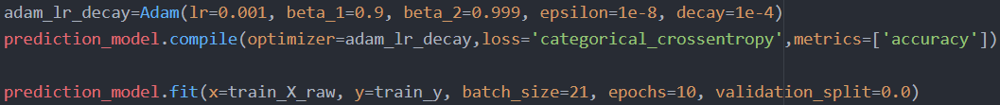 adam_lr_decay=Adam(lr=0.001, beta_1=0.9, beta_2=0.999, epsilon=1e-8, decay=1e-4)
prediction_model.compile(optimizer=adam_lr_decay,loss='categorical_crossentropy',metrics=['accuracy'])
prediction_model.fit(x=train_X_raw, y=train_y, batch_size=21, epochs=10, validation_split=0.0)